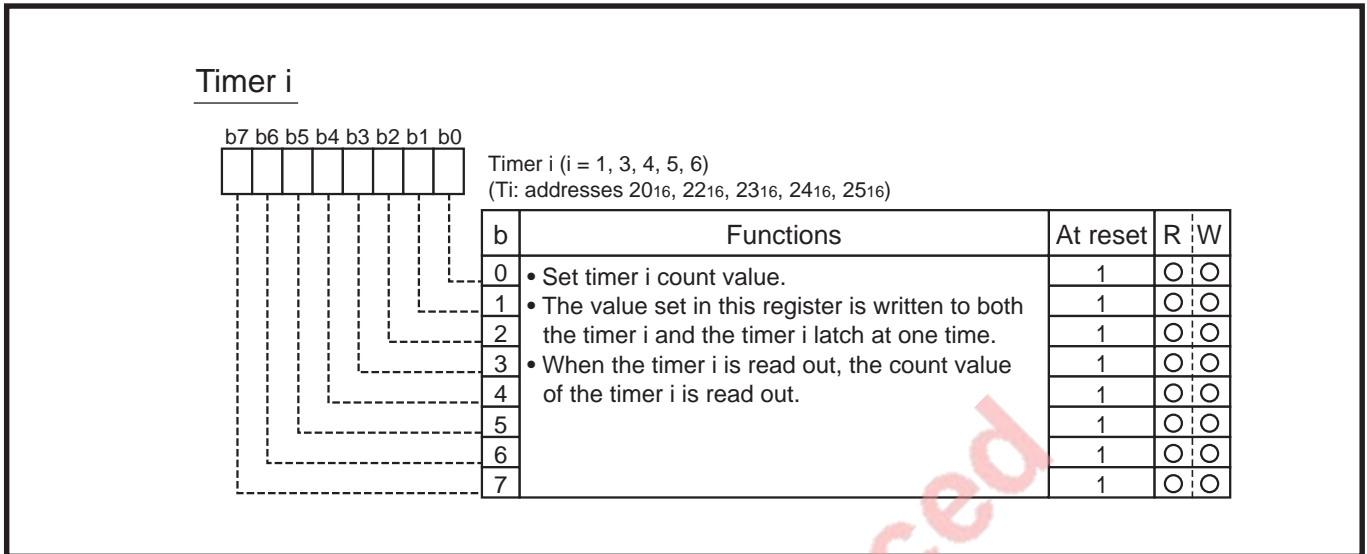 Timer i
b7 b6 b5 b4 b3 b2 b1 b0
Timer i (i = 1, 3, 4, 5, 6)
(Ti: addresses 2016, 2216, 2316, 2416, 2516)
b Functions At reset R W
0 • Set timer i count value. 1 ○ ○
1 • The value set in this register is written to both 1 ○ ○
2 the timer i and the timer i latch at one time. 1 ○ ○
3 • When the timer i is read out, the count value 1 ○ ○
4 of the timer i is read out. 1 ○ ○
5 1 ○ ○
6 1 ○ ○
7 1 ○ ○
ced